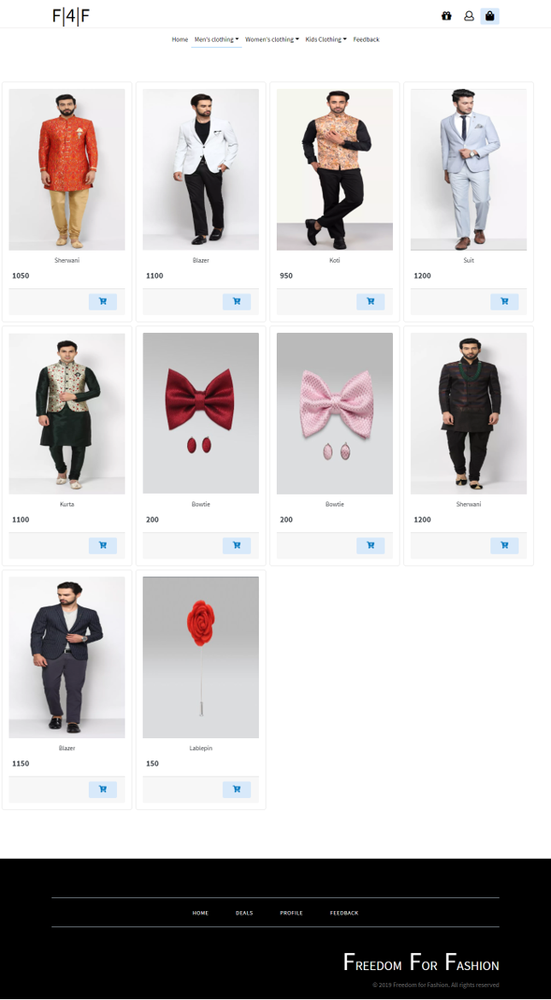 F|4|F
Home Men's clothing Women's clothing Kids Clothing Feedback
Sherwani Blazer Koti Suit
1050 1100 950 1200
Kurta Bowtie Bowtie Sherwani
1100 200 200 1200
Blazer Lablepin
1150 150
HOME DEALS PROFILE FEEDBACK
FREEDOM FOR FASHION
© 2019 Freedom for Fashion. All rights reserved